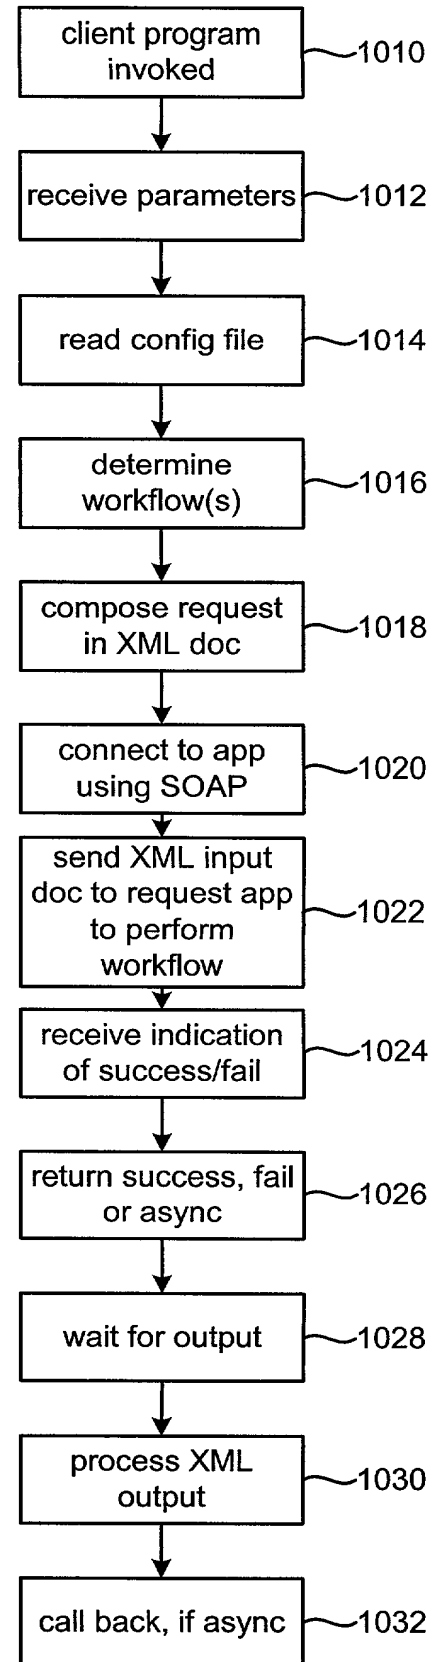 client program
invoked
1010
receive parameters
1012
read config file
1014
determine
workflow(s)
1016
compose request
in XML doc
1018
connect to app
using SOAP
1020
send XML input
doc to request app
to perform
workflow
1022
receive indication
of success/fail
1024
return success, fail
or async
1026
wait for output
1028
process XML
output
1030
call back, if async
1032